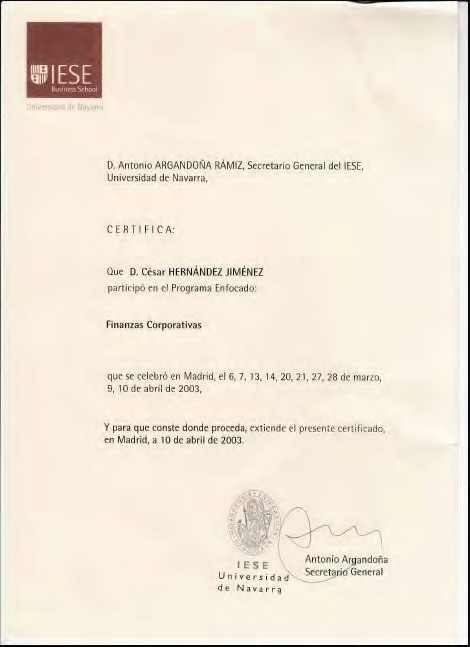 IESE
Business School
Universidad de Navarra
D. Antonio ARGANDOÑA RÁMIZ, Secretario General del IESE,
Universidad de Navarra,
CERTIFICA:
Que D. César HERNÁNDEZ JIMÉNEZ
participó en el Programa Enfocado:
Finanzas Corporativas
que se celebró en Madrid, el 6, 7, 13, 14, 20, 21, 27, 28 de marzo,
9, 10 de abril de 2003,
Y para que conste donde proceda, extiende el presente certificado,
en Madrid, a 10 de abril de 2003.
IESE
Universidad
de Navarra
Antonio Argandoña
Secretario General